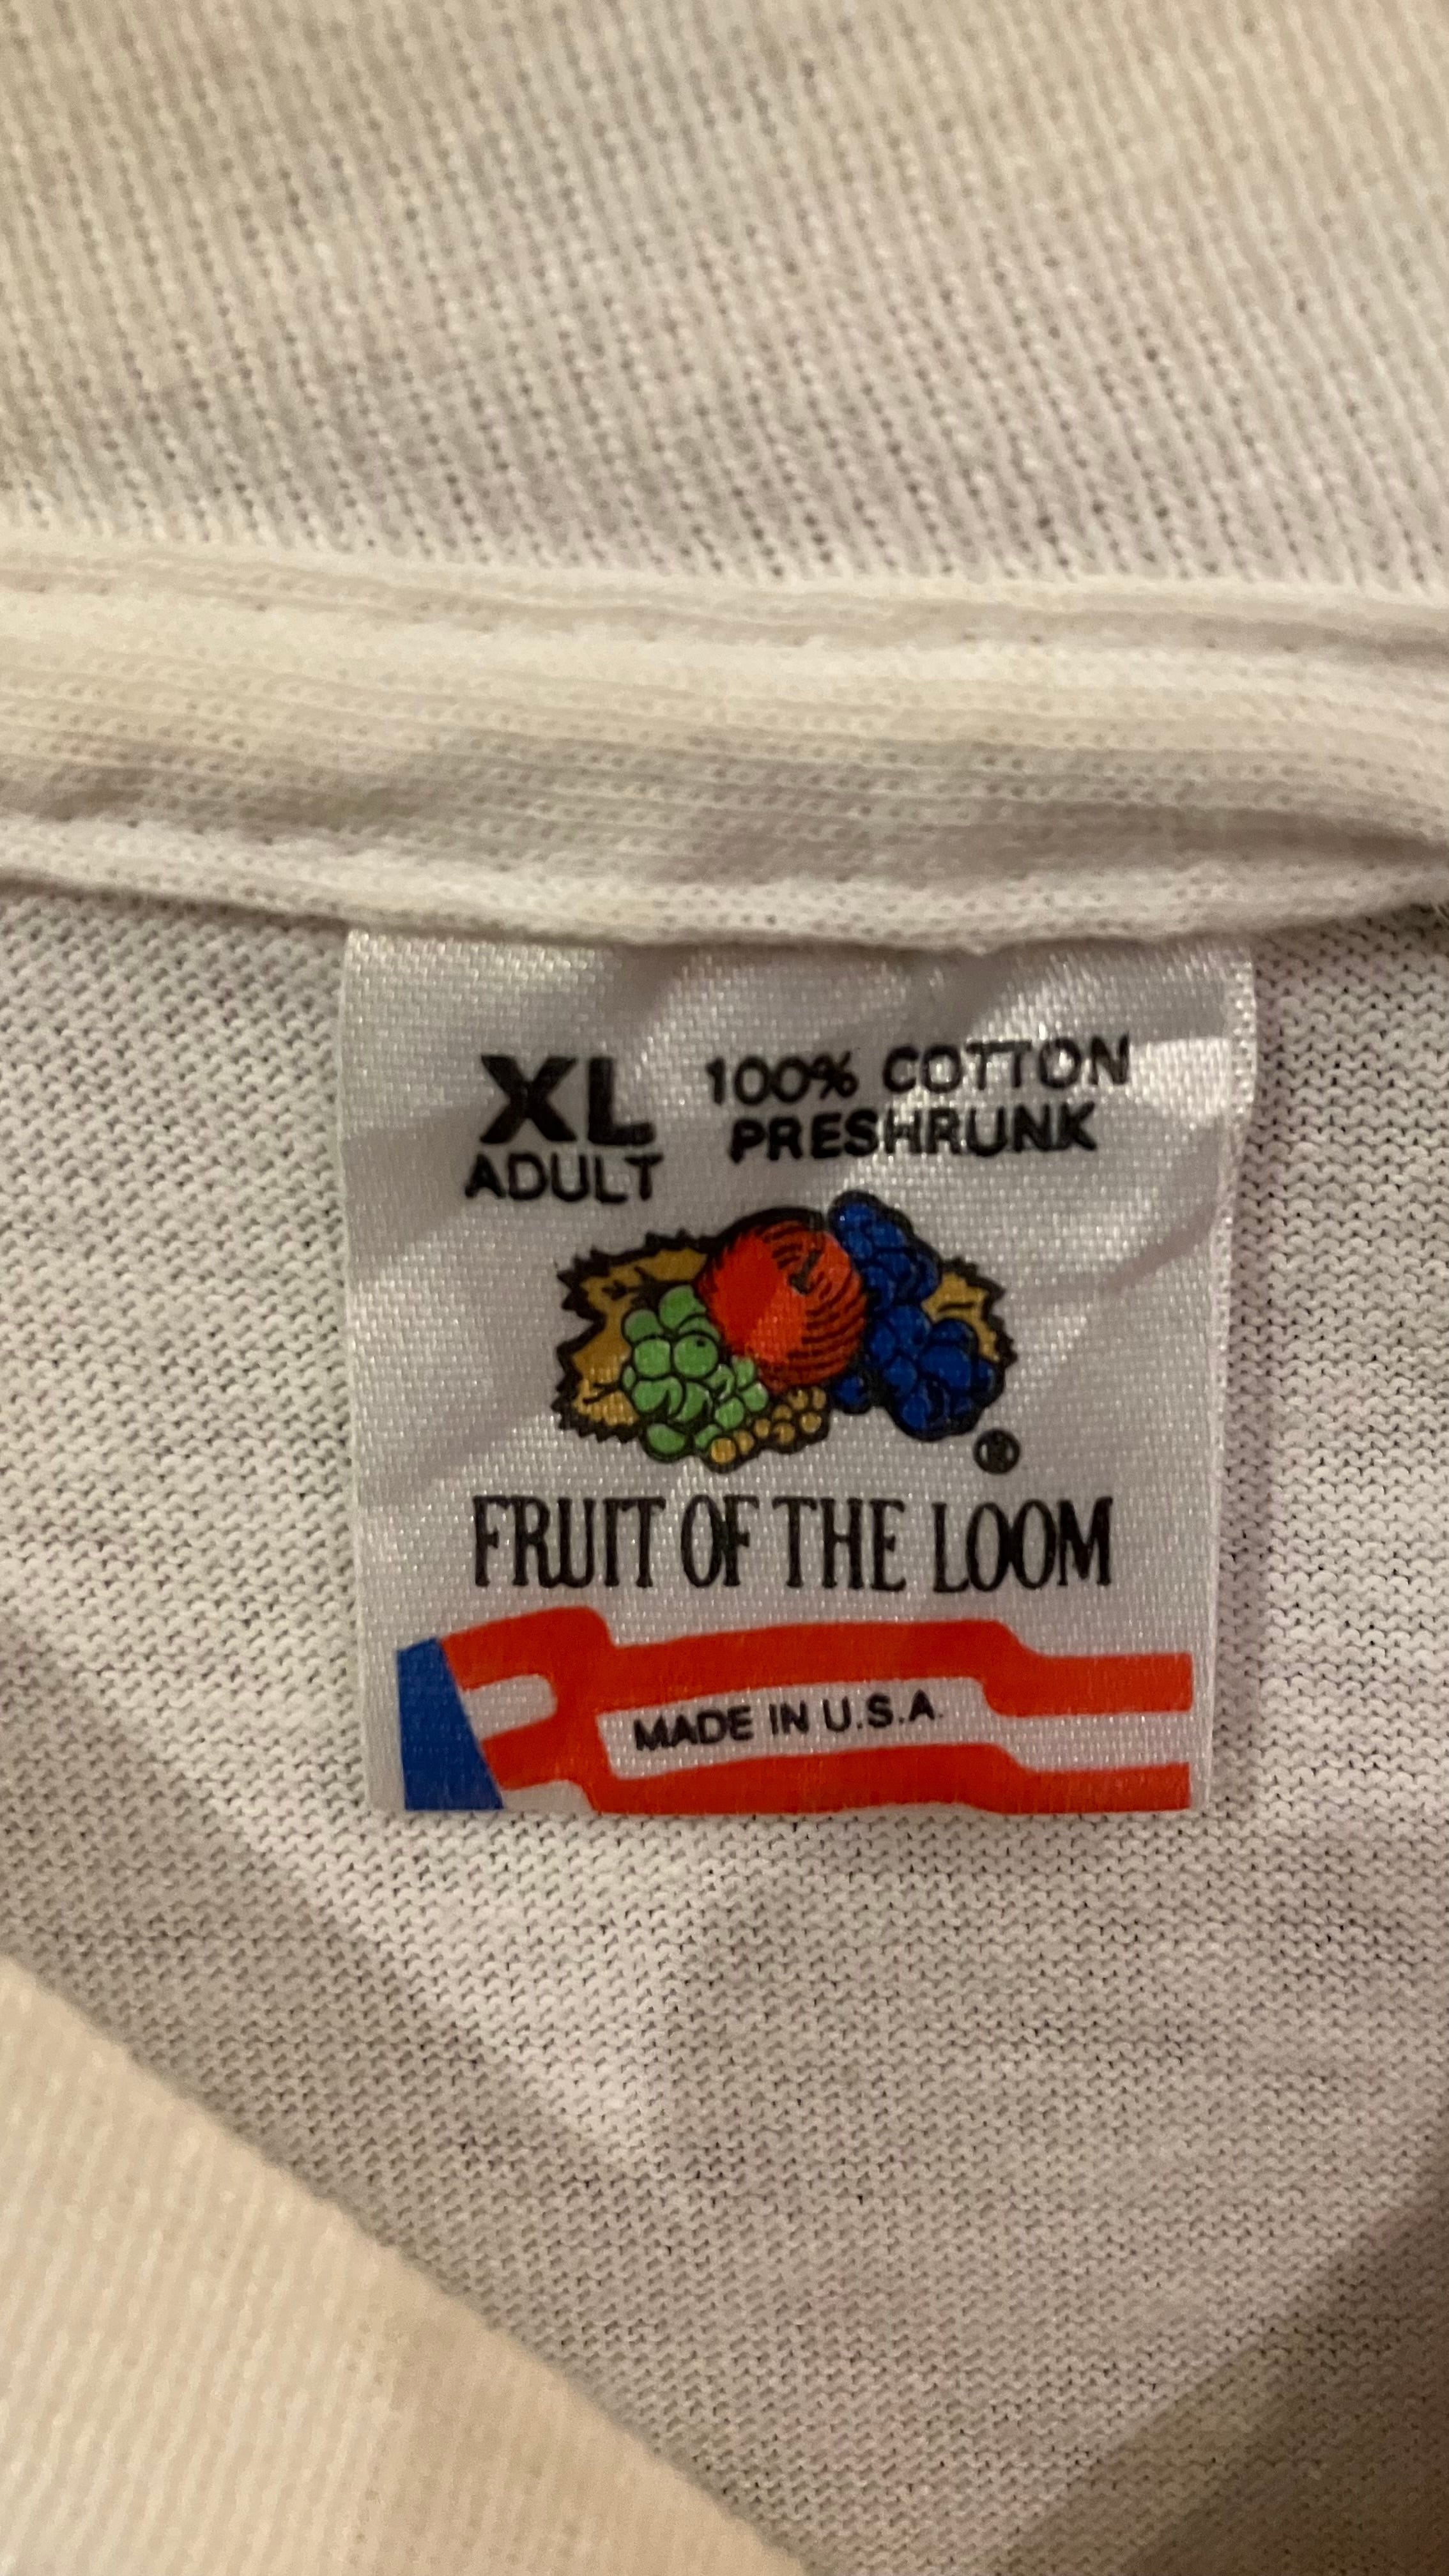 XL 100% COTTON
ADULT PRESHRUNK
®
FRUIT OF THE LOOM
MADE IN U.S.A.